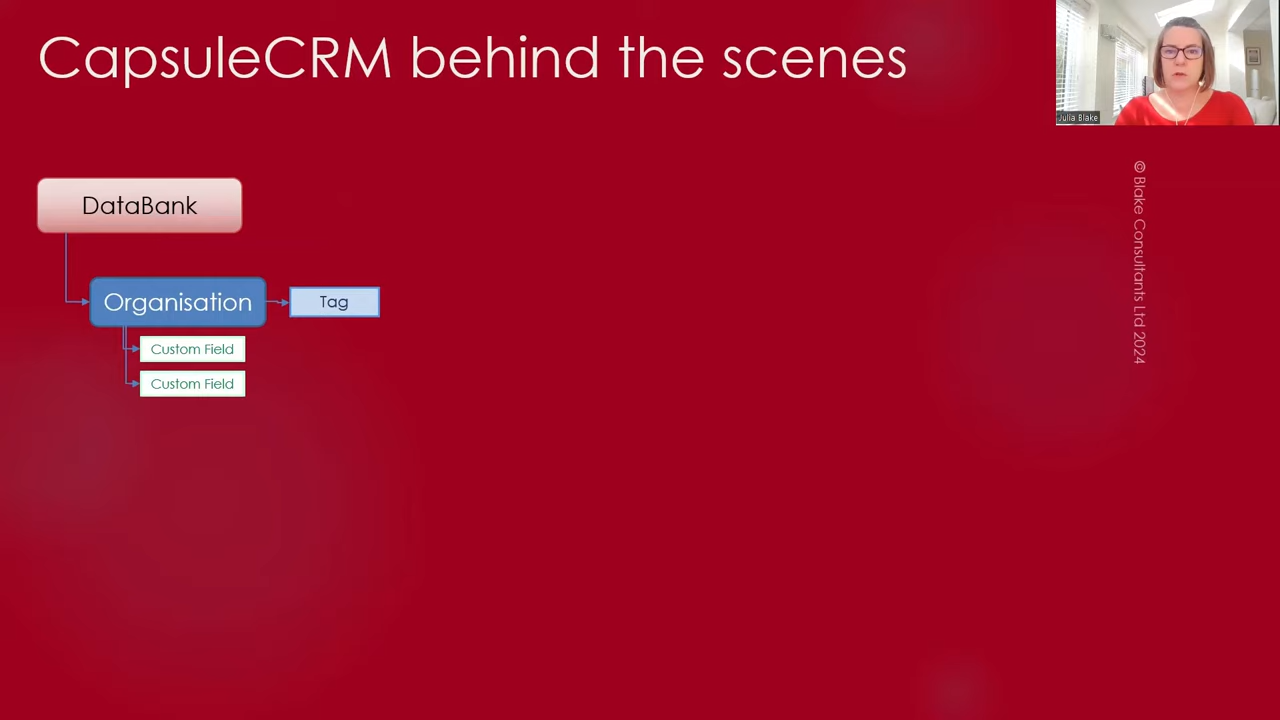 CapsuleCRM behind the scenes
Julia Blake
DataBank
Organisation
Tag
Custom Field
Custom Field
© Blake Consultants Ltd 2024